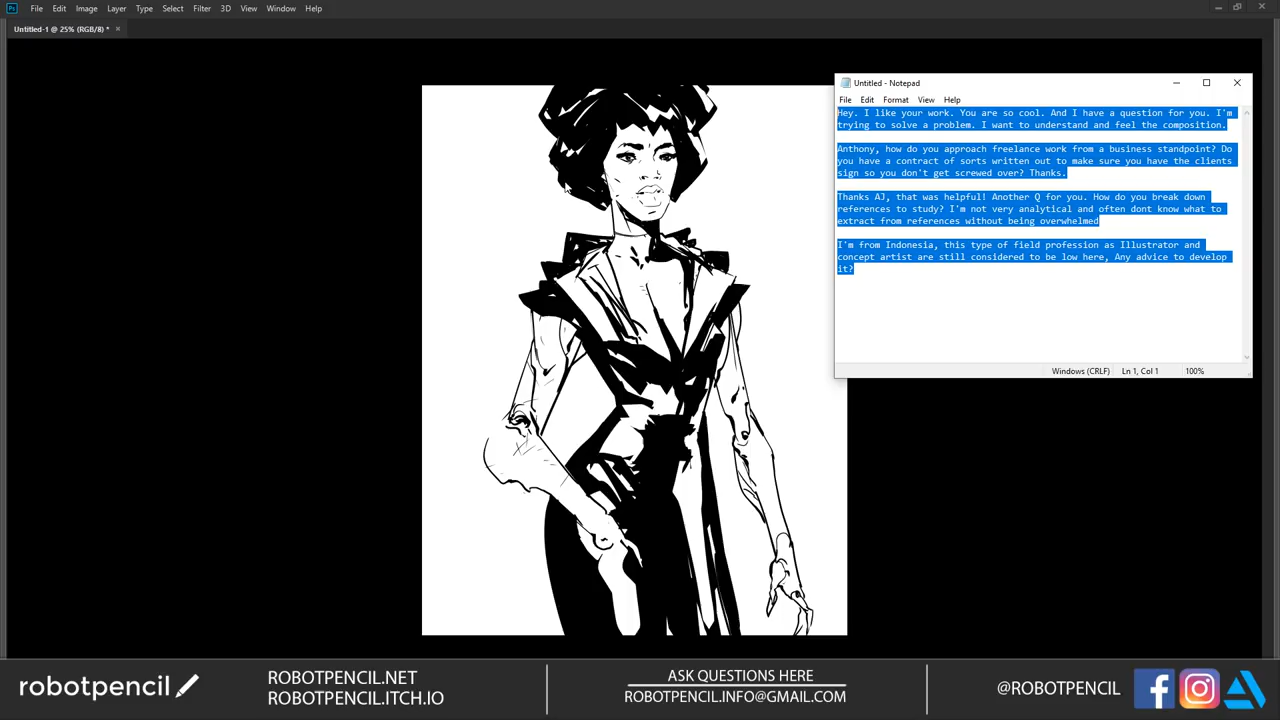 File Edit Image Layer Type Select Filter 3D View Window Help
Untitled-1 @ 25% (RGB/8) *
Untitled - Notepad
File Edit Format View Help
Hey. I like your work. You are so cool. And I have a question for you. I'm
trying to solve a problem. I want to understand and feel the composition.
Anthony, how do you approach freelance work from a business standpoint? Do
you have a contract of sorts written out to make sure you have the clients
sign so you don't get screwed over? Thanks.
Thanks AJ, that was helpful! Another Q for you. How do you break down
references to study? I'm not very analytical and often dont know what to
extract from references without being overwhelmed
I'm from Indonesia, this type of field profession as Illustrator and
concept artist are still considered to be low here, Any advice to develop
it?
Windows (CRLF) Ln 1, Col 1 100%
robotpencil
ROBOTPENCIL.NET
ROBOTPENCIL.ITCH.IO
ASK QUESTIONS HERE
ROBOTPENCIL.INFO@GMAIL.COM
@ROBOTPENCIL